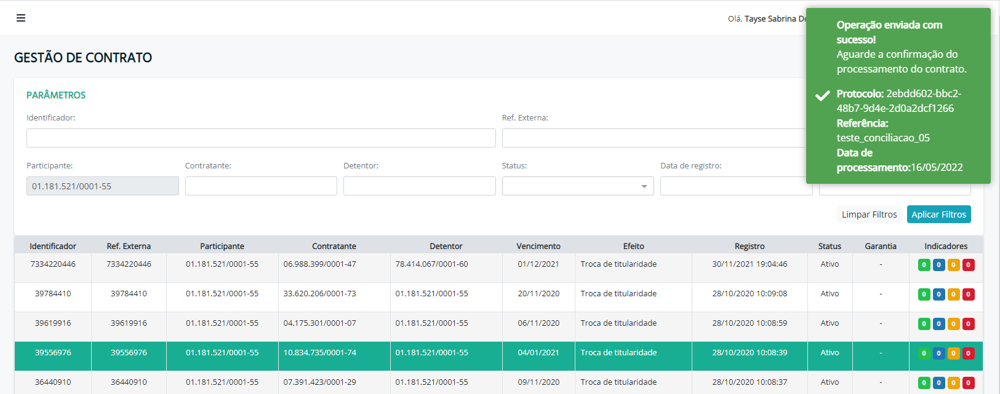 Olá, Tayse Sabrina
Operação enviada com
sucesso!
Aguarde a confirmação do
processamento do contrato.
Protocolo: 2ebdd602-bbc2-
48b7-9d4e-2d0a2dcf1266
Referência:
teste_conciliacao_05
Data de
processamento:16/05/2022
GESTÃO DE CONTRATO
PARÂMETROS
Identificador:
Ref. Externa:
Participante:
Contratante:
Detentor:
Status:
Data de registro:
01.181.521/0001-55
Limpar Filtros
Aplicar Filtros
Identificador Ref. Externa Participante Contratante Detentor Vencimento Efeito Registro Status Garantia Indicadores
7334220446 7334220446 01.181.521/0001-55 06.988.399/0001-47 78.414.067/0001-60 01/12/2021 Troca de titularidade 30/11/2021 19:04:46 Ativo - 0 0 0 0
39784410 39784410 01.181.521/0001-55 33.620.206/0001-73 01.181.521/0001-55 20/11/2020 Troca de titularidade 28/10/2020 10:09:08 Ativo - 0 0 0 0
39619916 39619916 01.181.521/0001-55 04.175.301/0001-07 01.181.521/0001-55 06/11/2020 Troca de titularidade 28/10/2020 10:08:59 Ativo - 0 0 0 0
39556976 39556976 01.181.521/0001-55 10.834.735/0001-74 01.181.521/0001-55 04/01/2021 Troca de titularidade 28/10/2020 10:08:39 Ativo - 0 0 0 0
36440910 36440910 01.181.521/0001-55 07.391.423/0001-29 01.181.521/0001-55 09/11/2020 Troca de titularidade 28/10/2020 10:08:37 Ativo - 0 0 0 0